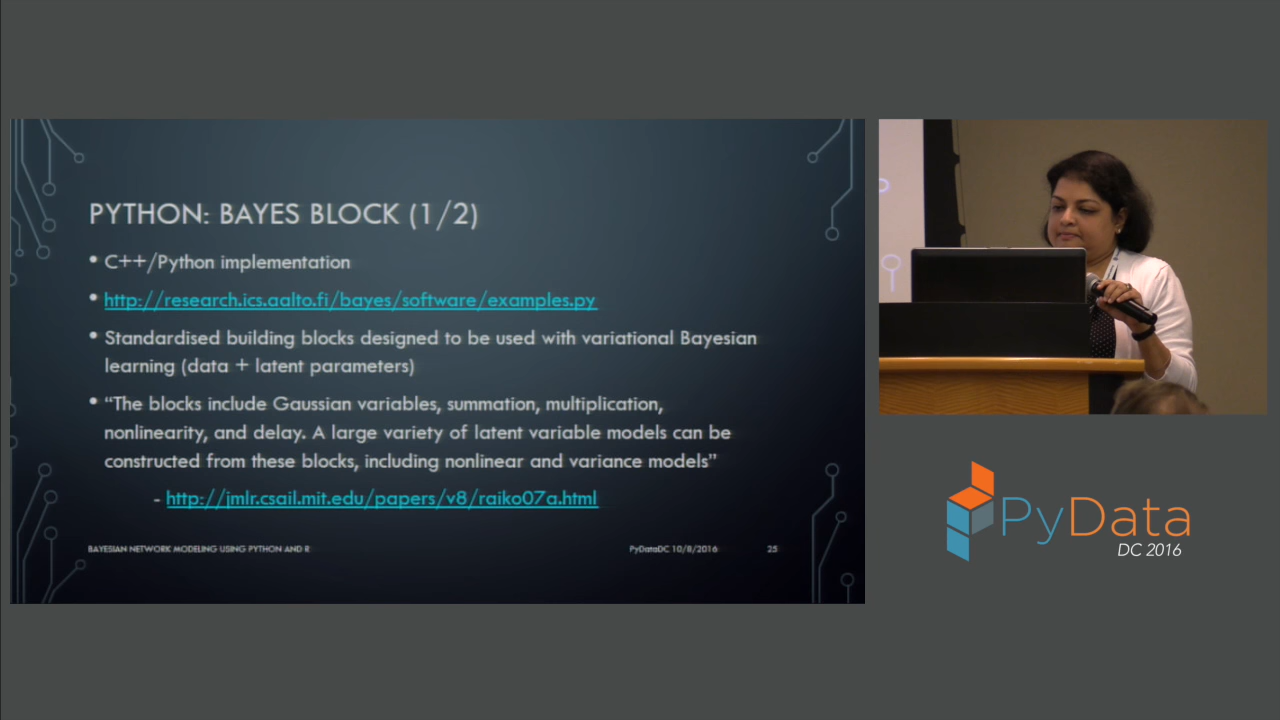 PYTHON: BAYES BLOCK (1/2)
• C++/Python implementation
• http://research.ics.aalto.fi/bayes/software/examples.py
• Standardised building blocks designed to be used with variational Bayesian
learning (data + latent parameters)
• “The blocks include Gaussian variables, summation, multiplication,
nonlinearity, and delay. A large variety of latent variable models can be
constructed from these blocks, including nonlinear and variance models”
- http://jmlr.csail.mit.edu/papers/v8/raiko07a.html
BAYESIAN NETWORK MODELING USING PYTHON AND R
PyDataDC 10/8/2016
25
PyData
DC 2016